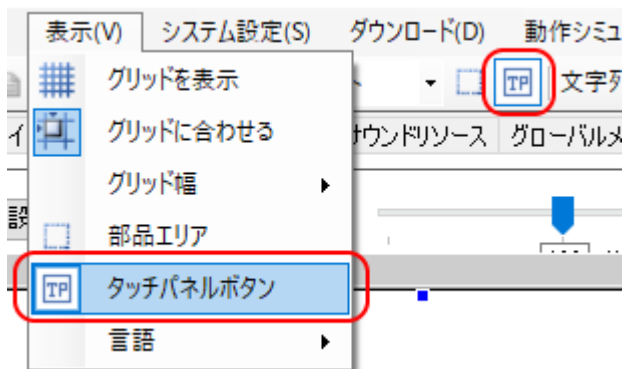 表示(V) システム設定(S) ダウンロード(D) 動作シミュ
グリッドを表示
TP 文字列
グリッドに合わせる
サウンドリソース グローバルメ
グリッド幅
設
部品エリア
TP タッチパネルボタン
言語